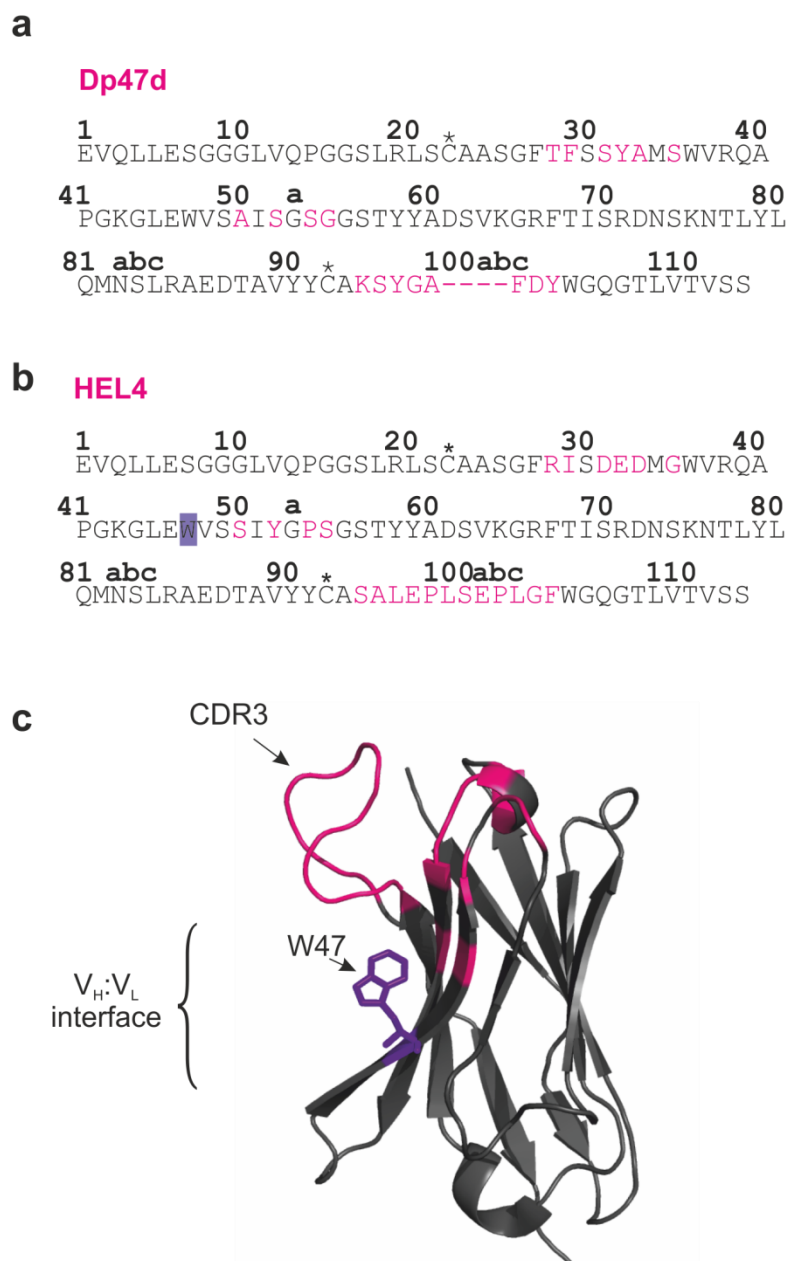 a
Dp47d
1 10 20 * 30 40
EVQLLESGGGLVQPGGSLRLSCAASGFTFSSYAMSWVRQA
41 50 a 60 70 80
PGKGLEWVSAISGSGGSTYYADSVKGRFTISRDNSKNTLYL
81 abc 90 * 100abc 110
QMNSLRAEDTAVYYCAKSYGA----FDYWGQGTLVTVSS
b
HEL4
1 10 20 * 30 40
EVQLLESGGGLVQPGGSLRLSCAASGFRISDEDMGWVRQA
41 50 a 60 70 80
PGKGLEWVSSIYGPSGSTYYADSVKGRFTISRDNSKNTLYL
81 abc 90 * 100abc 110
QMNSLRAEDTAVYYCASALEPLSEPLGFWGQGTLVTVSS
c
CDR3
W47
VH:VL
interface